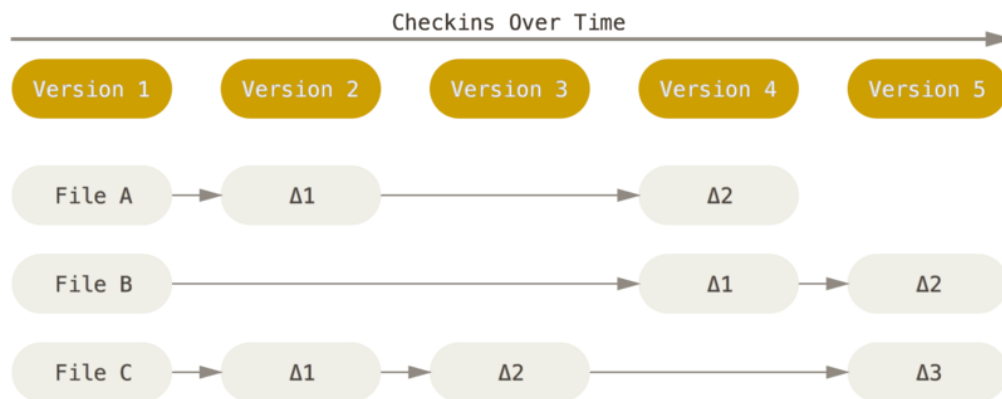 Checkins Over Time
Version 1 Version 2 Version 3 Version 4 Version 5
File A Δ1 Δ2
File B Δ1 Δ2
File C Δ1 Δ2 Δ3